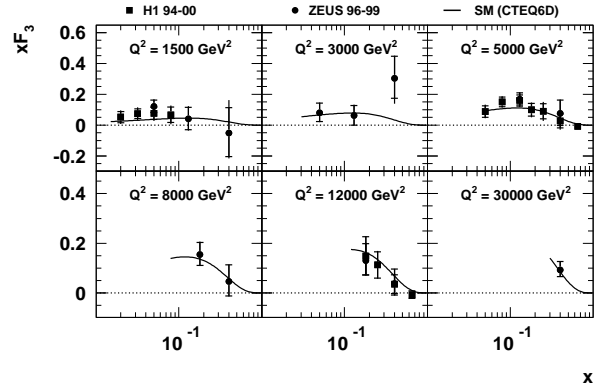 H1 94-00 ZEUS 96-99 SM (CTEQ6D)
xF₃
0.6
0.4
0.2
0
-0.2
Q² = 1500 GeV² Q² = 3000 GeV² Q² = 5000 GeV²
0.4
0.2
0
Q² = 8000 GeV² Q² = 12000 GeV² Q² = 30000 GeV²
10⁻¹ 10⁻¹ 10⁻¹
x